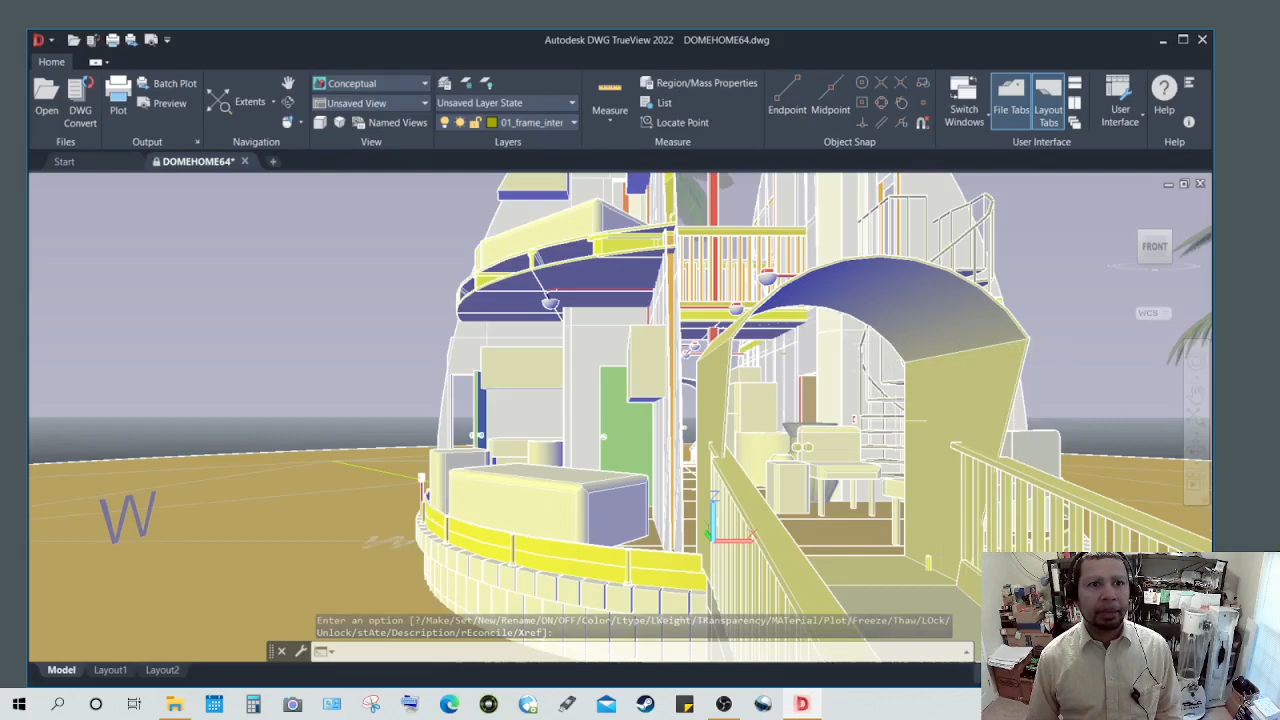 Autodesk DWG TrueView 2022 DOMEHOME64.dwg
Home
Open
DWG Convert
Files
Plot
Batch Plot
Preview
Output
Extents
Navigation
Conceptual
Unsaved View
Named Views
View
Unsaved Layer State
01_frame_inter
Layers
Measure
Region/Mass Properties
List
Locate Point
Measure
Endpoint
Midpoint
Object Snap
Switch Windows
File Tabs
Layout Tabs
User Interface
User Interface
Help
Help
Start
DOMEHOME64*
FRONT
WCS
W
Z
X
Enter an option [?/Make/Set/New/Rename/ON/OFF/Color/Ltype/LWeight/TRansparency/MATerial/Plot/Freeze/Thaw/LOck/
Unlock/stAte/Description/rEconcile/Xref]:
Model
Layout1
Layout2